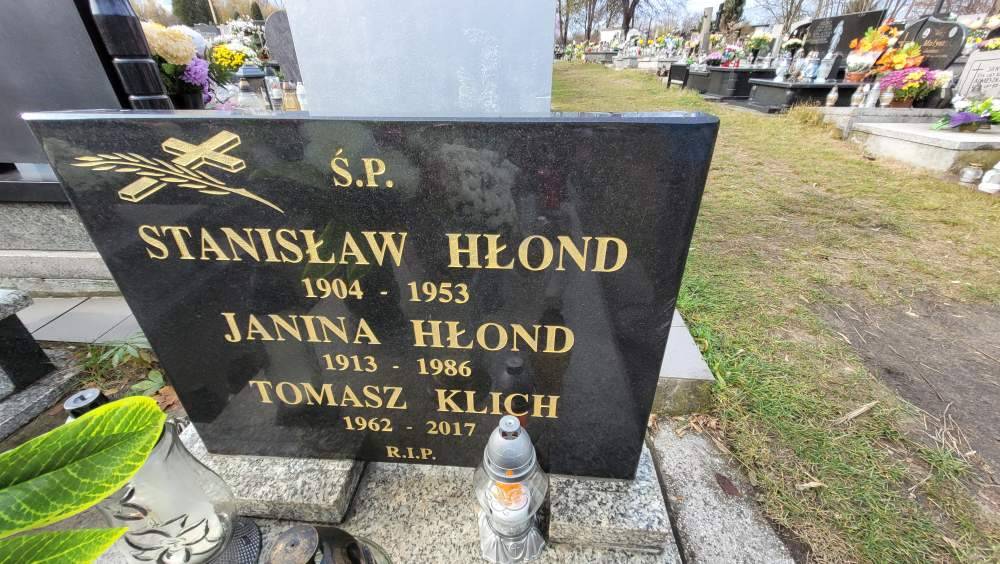 Ś.P.
STANISŁAW HŁOND
1904 - 1953
JANINA HŁOND
1913 - 1986
TOMASZ KLICH
1962 - 2017
R.I.P.